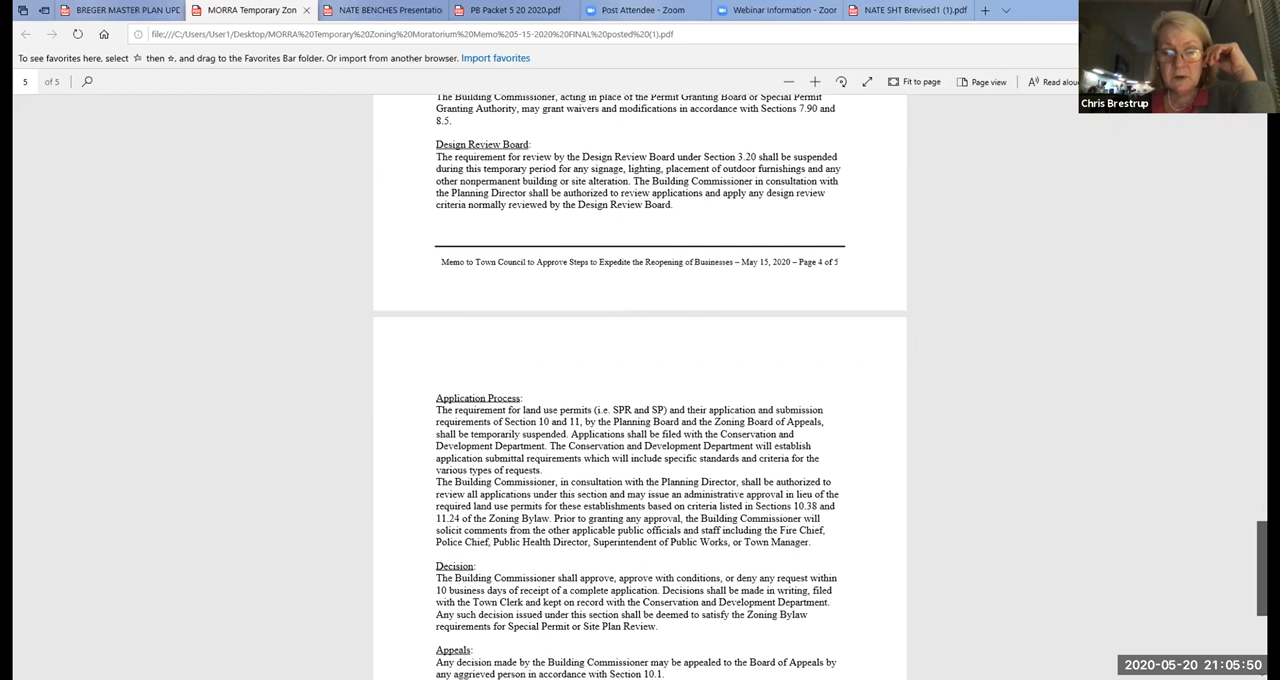 BREGER MASTER PLAN UPD
MORRA Temporary Zon
NATE BENCHES Presentatio
PB Packet 5 20 2020.pdf
Post Attendee - Zoom
Webinar Information - Zoor
NATE SHT Brevised1 (1).pdf
file:///C:/Users/User1/Desktop/MORRA%20Temporary%20Zoning%20Moratorium%20Memo%205-15-2020%20FINAL%20posted%20(1).pdf
To see favorites here, select then, and drag to the Favorites Bar folder. Or import from another browser. Import favorites
5 of 5
Fit to page
Page view
Read alou
Chris Brestrup
The Building Commissioner, acting in place of the Permit Granting Board or Special Permit
Granting Authority, may grant waivers and modifications in accordance with Sections 7.90 and
8.5.
Design Review Board:
The requirement for review by the Design Review Board under Section 3.20 shall be suspended
during this temporary period for any signage, lighting, placement of outdoor furnishings and any
other nonpermanent building or site alteration. The Building Commissioner in consultation with
the Planning Director shall be authorized to review applications and apply any design review
criteria normally reviewed by the Design Review Board.
Memo to Town Council to Approve Steps to Expedite the Reopening of Businesses – May 15, 2020 – Page 4 of 5
Application Process:
The requirement for land use permits (i.e. SPR and SP) and their application and submission
requirements of Section 10 and 11, by the Planning Board and the Zoning Board of Appeals,
shall be temporarily suspended. Applications shall be filed with the Conservation and
Development Department. The Conservation and Development Department will establish
application submittal requirements which will include specific standards and criteria for the
various types of requests.
The Building Commissioner, in consultation with the Planning Director, shall be authorized to
review all applications under this section and may issue an administrative approval in lieu of the
required land use permits for these establishments based on criteria listed in Sections 10.38 and
11.24 of the Zoning Bylaw. Prior to granting any approval, the Building Commissioner will
solicit comments from the other applicable public officials and staff including the Fire Chief,
Police Chief, Public Health Director, Superintendent of Public Works, or Town Manager.
Decision:
The Building Commissioner shall approve, approve with conditions, or deny any request within
10 business days of receipt of a complete application. Decisions shall be made in writing, filed
with the Town Clerk and kept on record with the Conservation and Development Department.
Any such decision issued under this section shall be deemed to satisfy the Zoning Bylaw
requirements for Special Permit or Site Plan Review.
Appeals:
Any decision made by the Building Commissioner may be appealed to the Board of Appeals by
any aggrieved person in accordance with Section 10.1.
2020-05-20 21:05:50